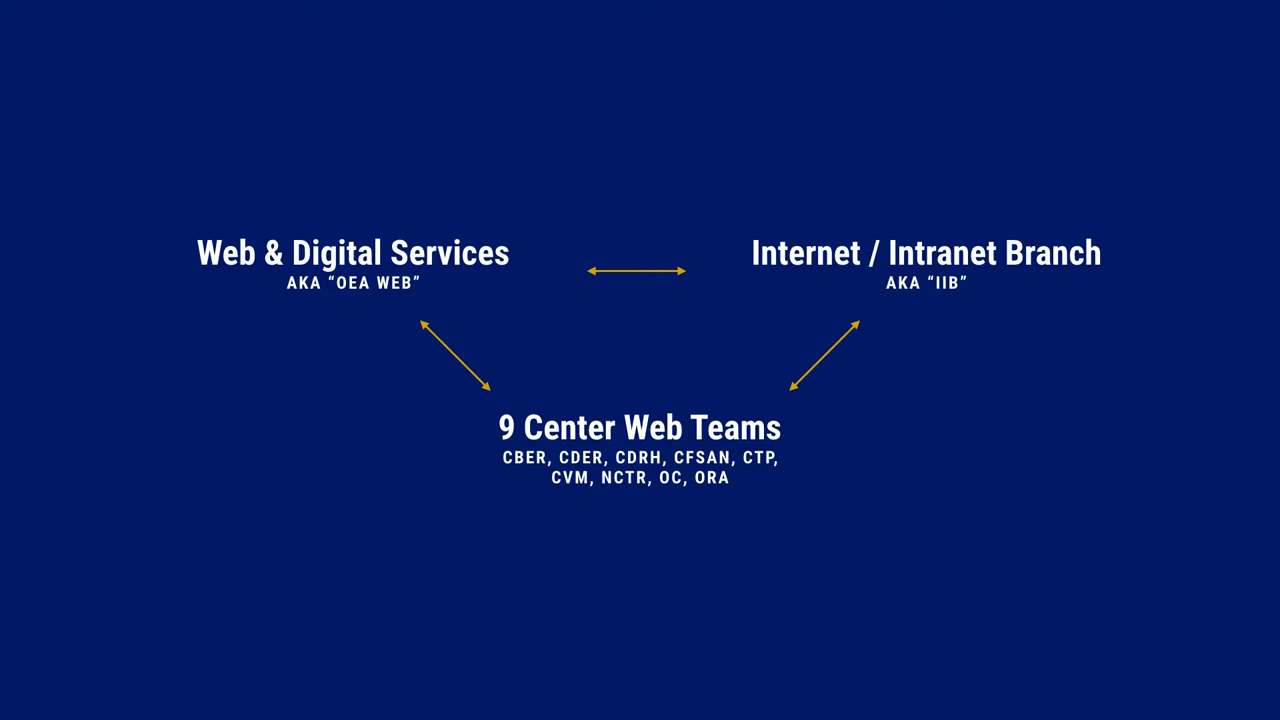 Web & Digital Services
AKA “OEA WEB”
Internet / Intranet Branch
AKA “IIB”
9 Center Web Teams
CBER, CDER, CDRH, CFSAN, CTP,
CVM, NCTR, OC, ORA